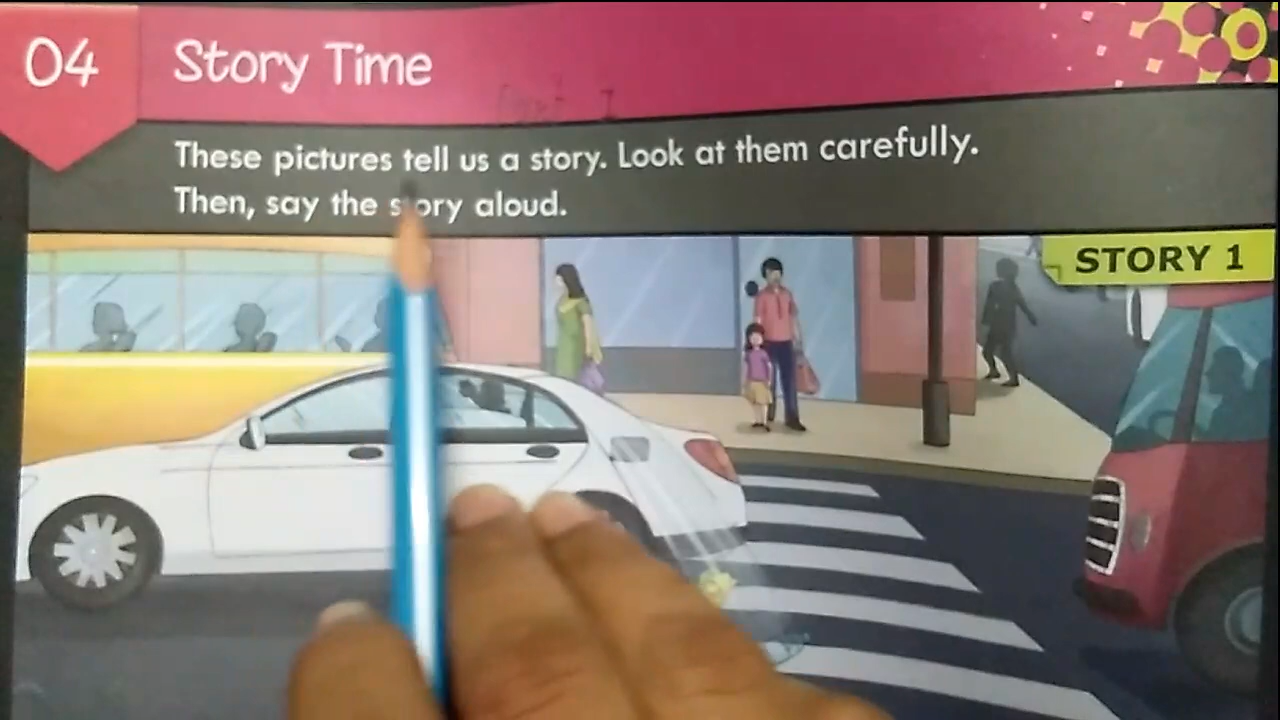 04
Story Time
These pictures tell us a story. Look at them carefully.
Then, say the story aloud.
STORY 1